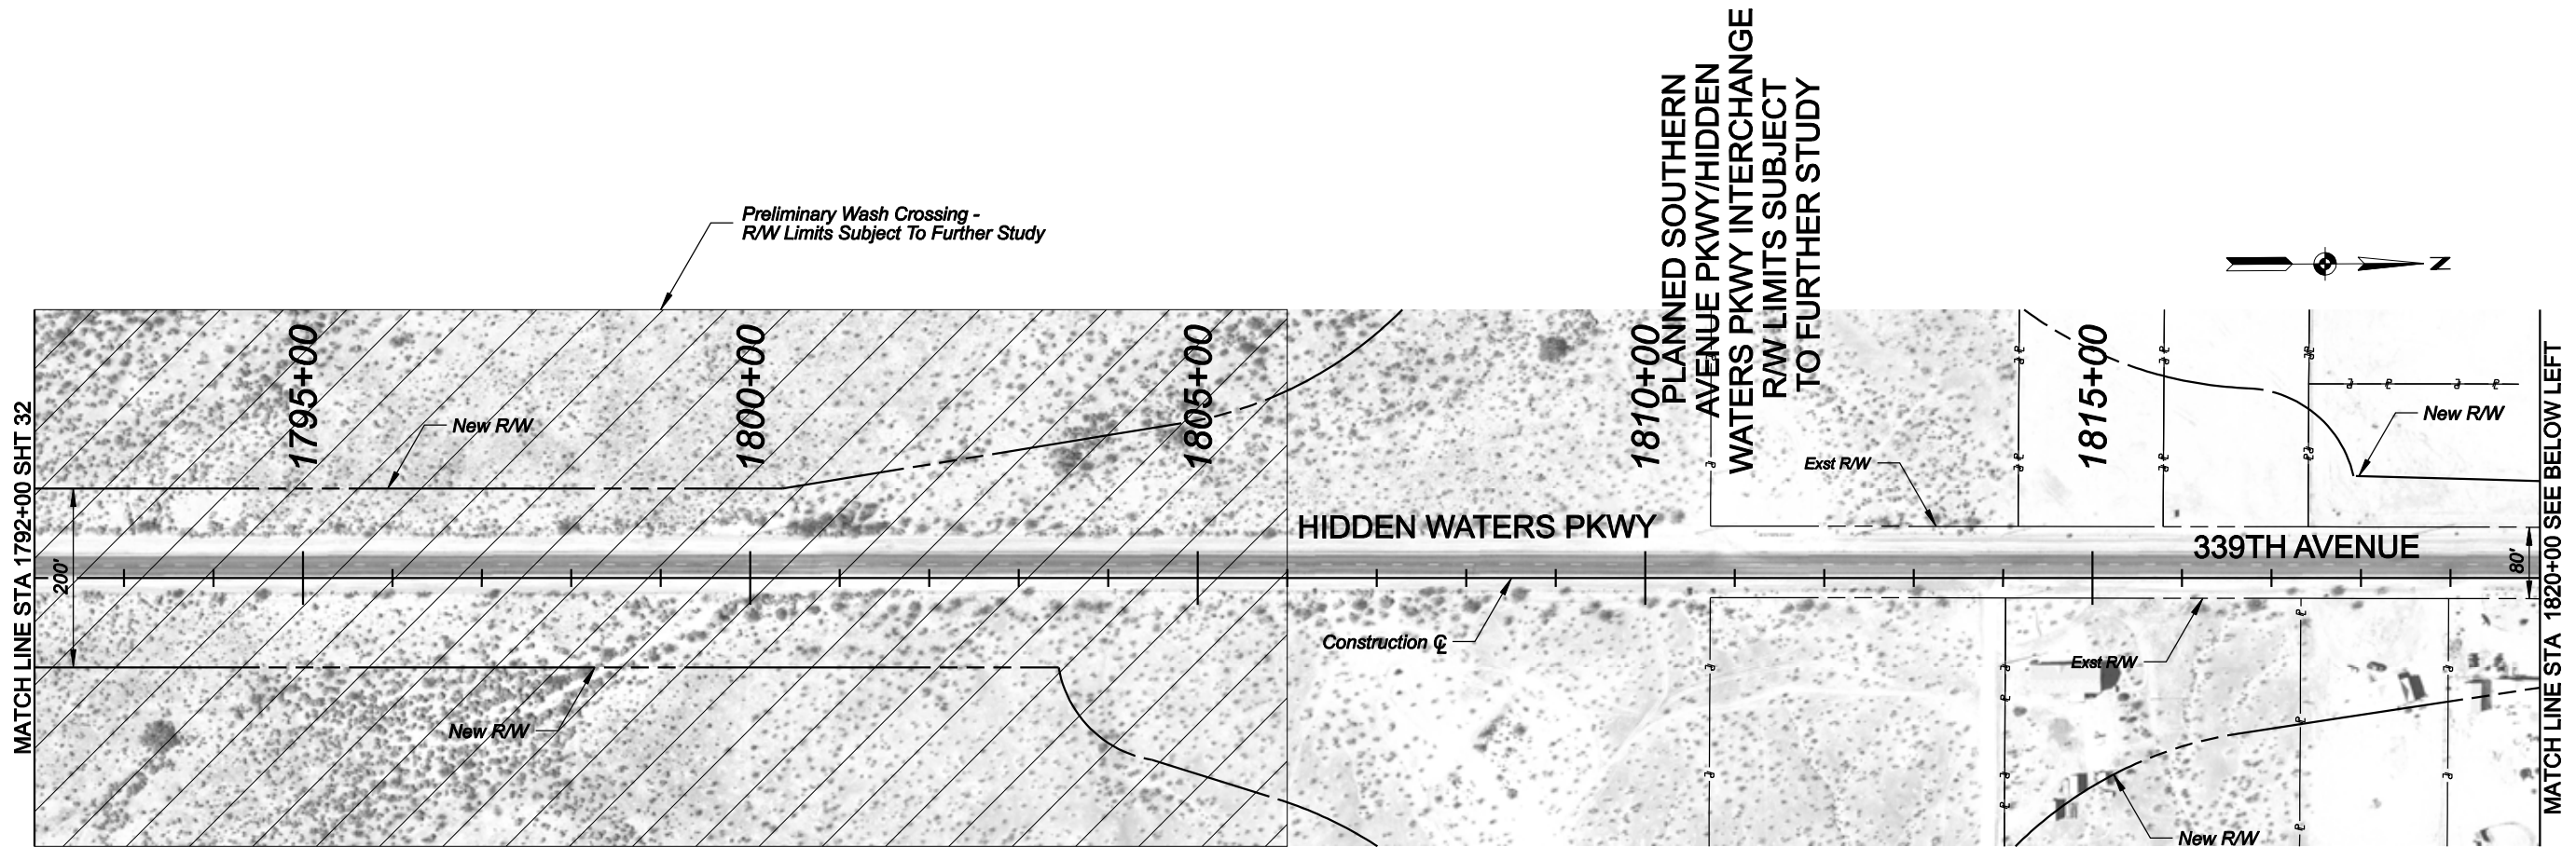 PLANNED SOUTHERN
AVENUE PKWY/HIDDEN
WATERS PKWY INTERCHANGE
R/W LIMITS SUBJECT
TO FURTHER STUDY
Preliminary Wash Crossing -
R/W Limits Subject To Further Study
N
MATCH LINE STA 1792+00 SHT 32
1795+00
1800+00
1805+00
1810+00
1815+00
New R/W
New R/W
Exst R/W
200'
HIDDEN WATERS PKWY
339TH AVENUE
80'
Construction CL
Exst R/W
New R/W
New R/W
MATCH LINE STA 1820+00 SEE BELOW LEFT